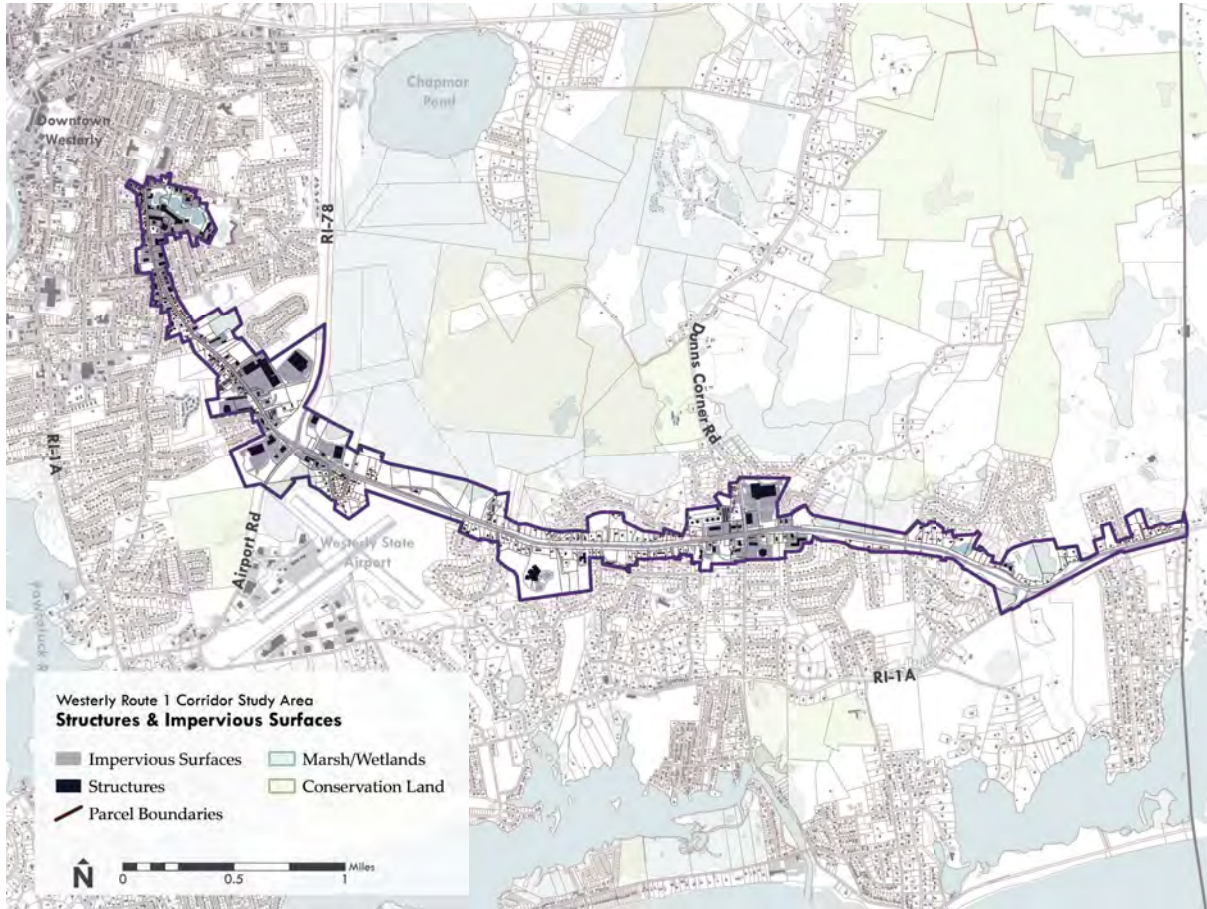 Chapman
Pond
Downtown
Westerly
RI-78
Dunns Corner Rd
RI-1A
Airport Rd
Westerly State
Airport
RI-1A
Westerly Route 1 Corridor Study Area
Structures & Impervious Surfaces
Impervious Surfaces
Marsh/Wetlands
Structures
Conservation Land
Parcel Boundaries
N
0
0.5
1
Miles